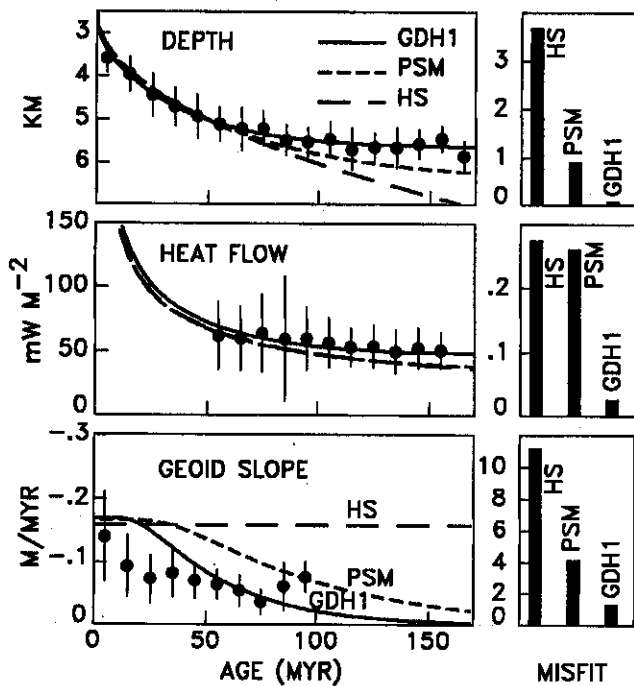 DEPTH
GDH1
PSM
HS
3
4
5
6
KM
3
2
1
0
HS
PSM
GDH1
HEAT FLOW
150
100
50
0
mW M⁻²
.2
.1
0
HS
PSM
GDH1
GEOID SLOPE
-.3
-.2
-.1
0
M/MYR
HS
PSM
GDH1
10
8
6
4
2
0
HS
PSM
GDH1
0 50 100 150
AGE (MYR)
MISFIT